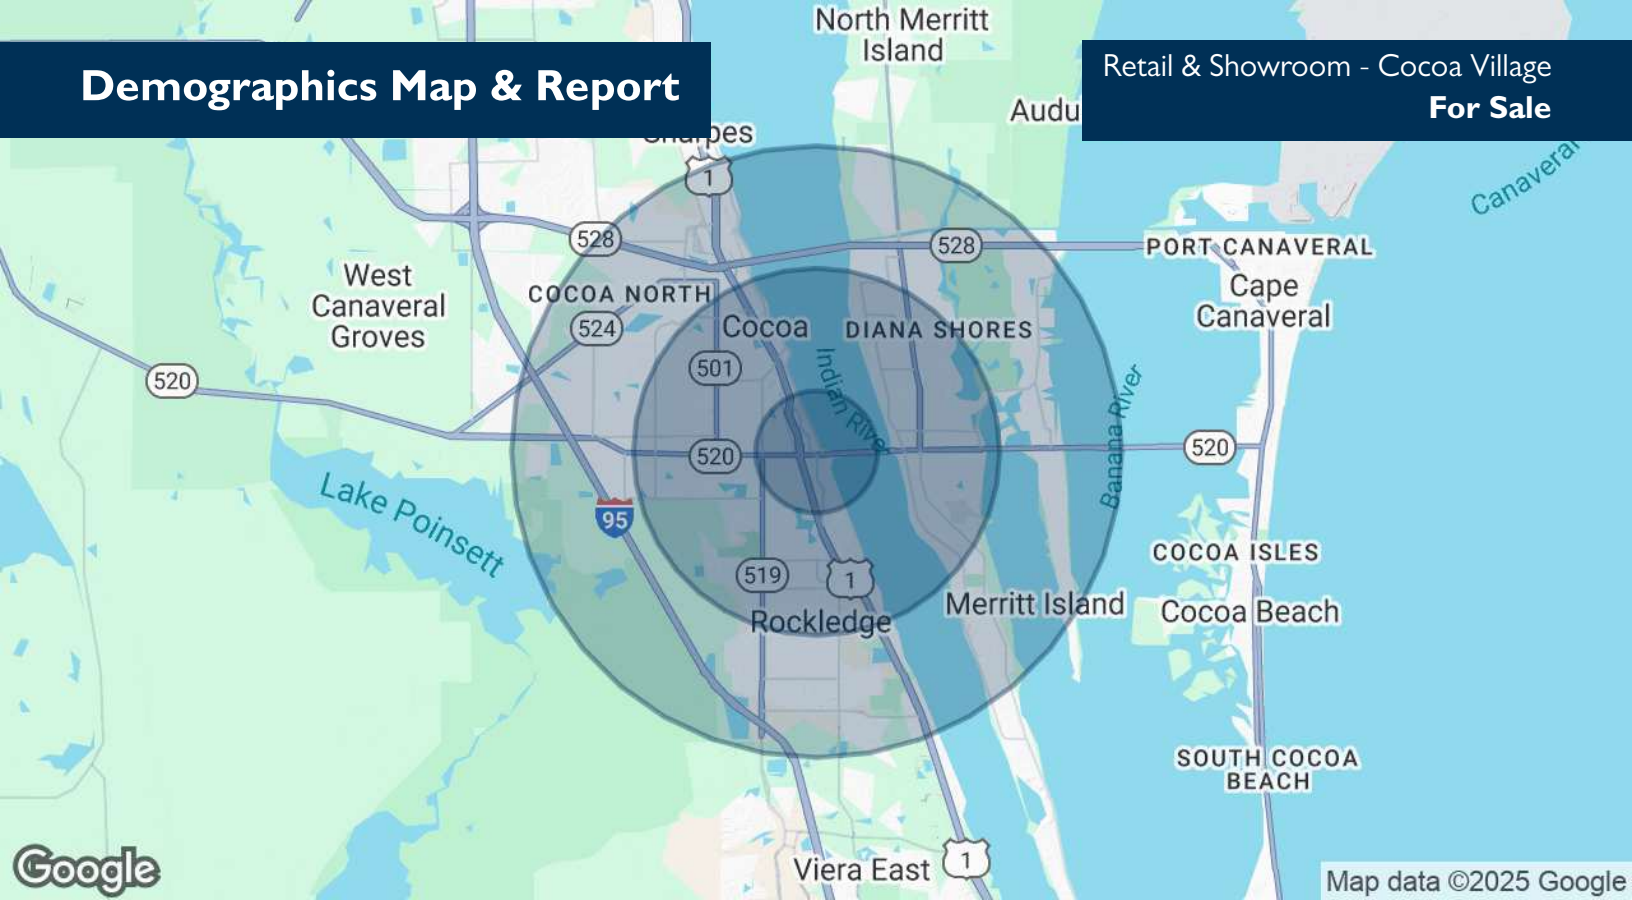 North Merritt
Island
Demographics Map & Report
Retail & Showroom - Cocoa Village
For Sale
Sharpes
1
528
528
PORT CANAVERAL
West
Canaveral
Groves
COCOA NORTH
Cape
Canaveral
524
Cocoa
DIANA SHORES
501
520
Indian River
Banana River
520
520
Lake Poinsett
95
COCOA ISLES
519
1
Merritt Island
Cocoa Beach
Rockledge
SOUTH COCOA
BEACH
Viera East
1
Google
Map data ©2025 Google